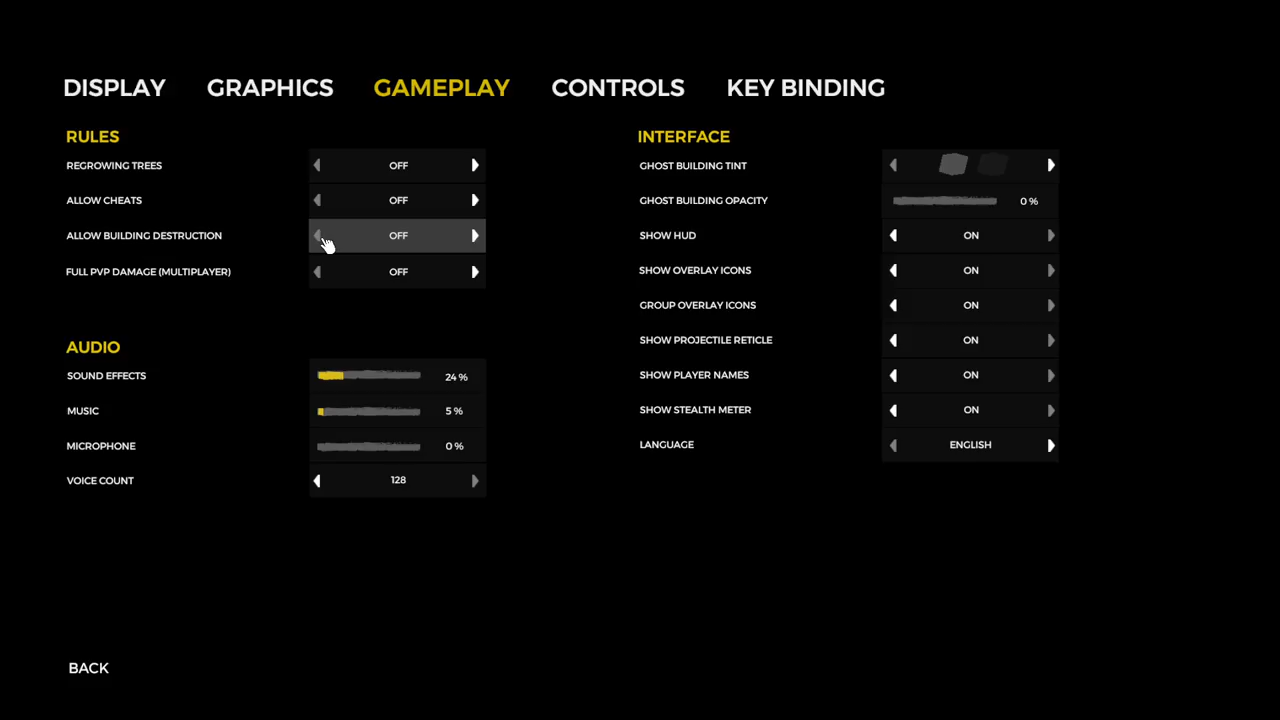 DISPLAY GRAPHICS GAMEPLAY CONTROLS KEY BINDING
RULES
REGROWING TREES OFF
ALLOW CHEATS OFF
ALLOW BUILDING DESTRUCTION OFF
FULL PVP DAMAGE (MULTIPLAYER) OFF
AUDIO
SOUND EFFECTS 24 %
MUSIC 5 %
MICROPHONE 0 %
VOICE COUNT 128
INTERFACE
GHOST BUILDING TINT
GHOST BUILDING OPACITY 0 %
SHOW HUD ON
SHOW OVERLAY ICONS ON
GROUP OVERLAY ICONS ON
SHOW PROJECTILE RETICLE ON
SHOW PLAYER NAMES ON
SHOW STEALTH METER ON
LANGUAGE ENGLISH
BACK